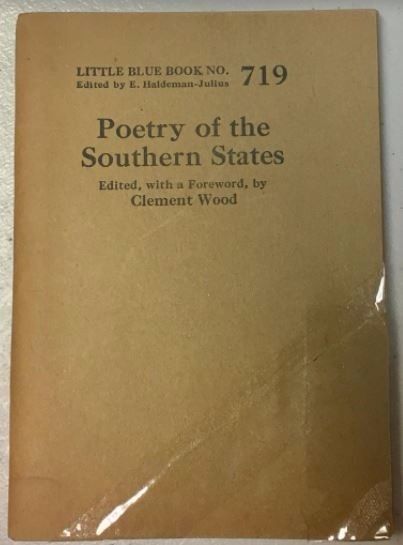 LITTLE BLUE BOOK NO. 719
Edited by E. Haldeman-Julius
Poetry of the
Southern States
Edited, with a Foreword, by
Clement Wood